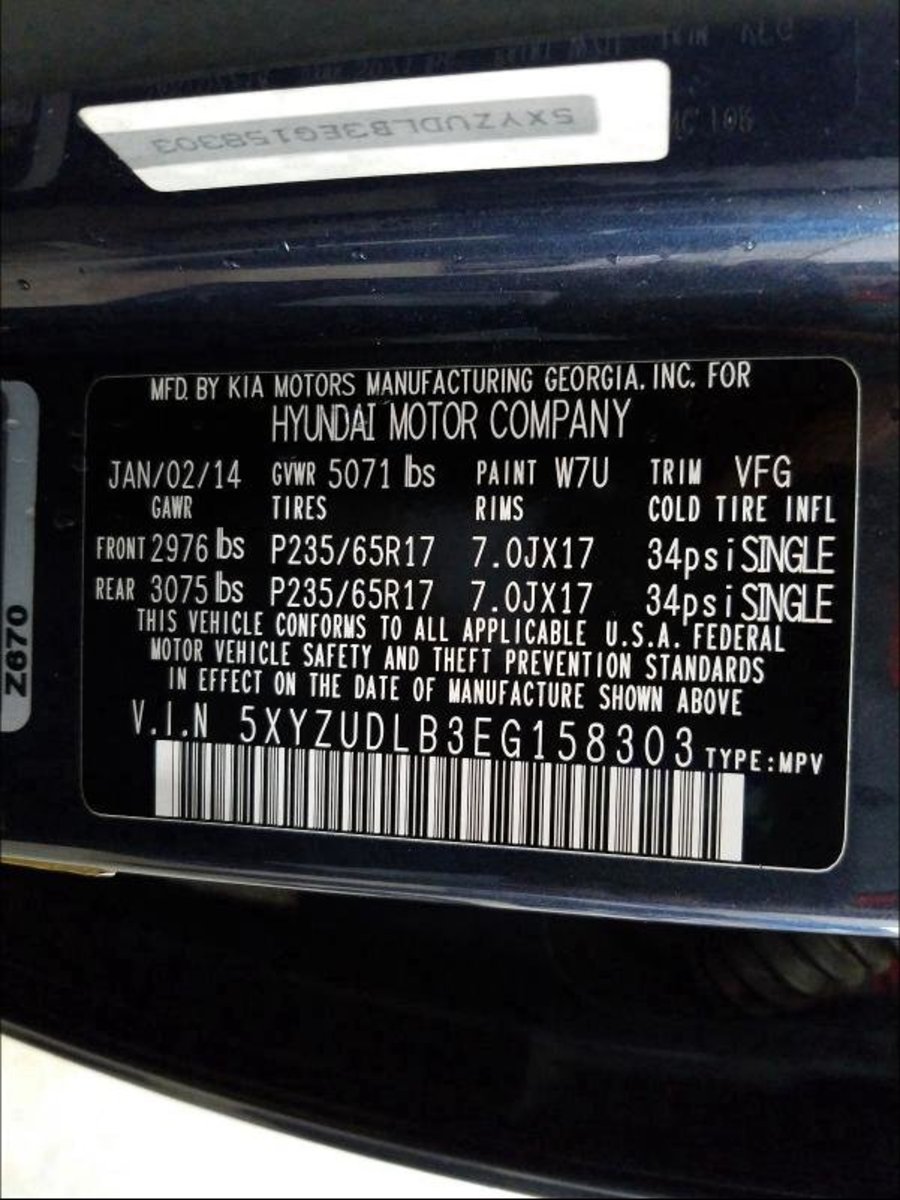 5XYZUDLB3EG158303
MFD. BY KIA MOTORS MANUFACTURING GEORGIA. INC. FOR
HYUNDAI MOTOR COMPANY
JAN/02/14 GVWR 5071 lbs PAINT W7U TRIM VFG
GAWR TIRES RIMS COLD TIRE INFL
FRONT 2976 lbs P235/65R17 7.0JX17 34psi SINGLE
REAR 3075 lbs P235/65R17 7.0JX17 34psi SINGLE
THIS VEHICLE CONFORMS TO ALL APPLICABLE U.S.A. FEDERAL
MOTOR VEHICLE SAFETY AND THEFT PREVENTION STANDARDS
IN EFFECT ON THE DATE OF MANUFACTURE SHOWN ABOVE
V.I.N 5XYZUDLB3EG158303 TYPE:MPV
Z670